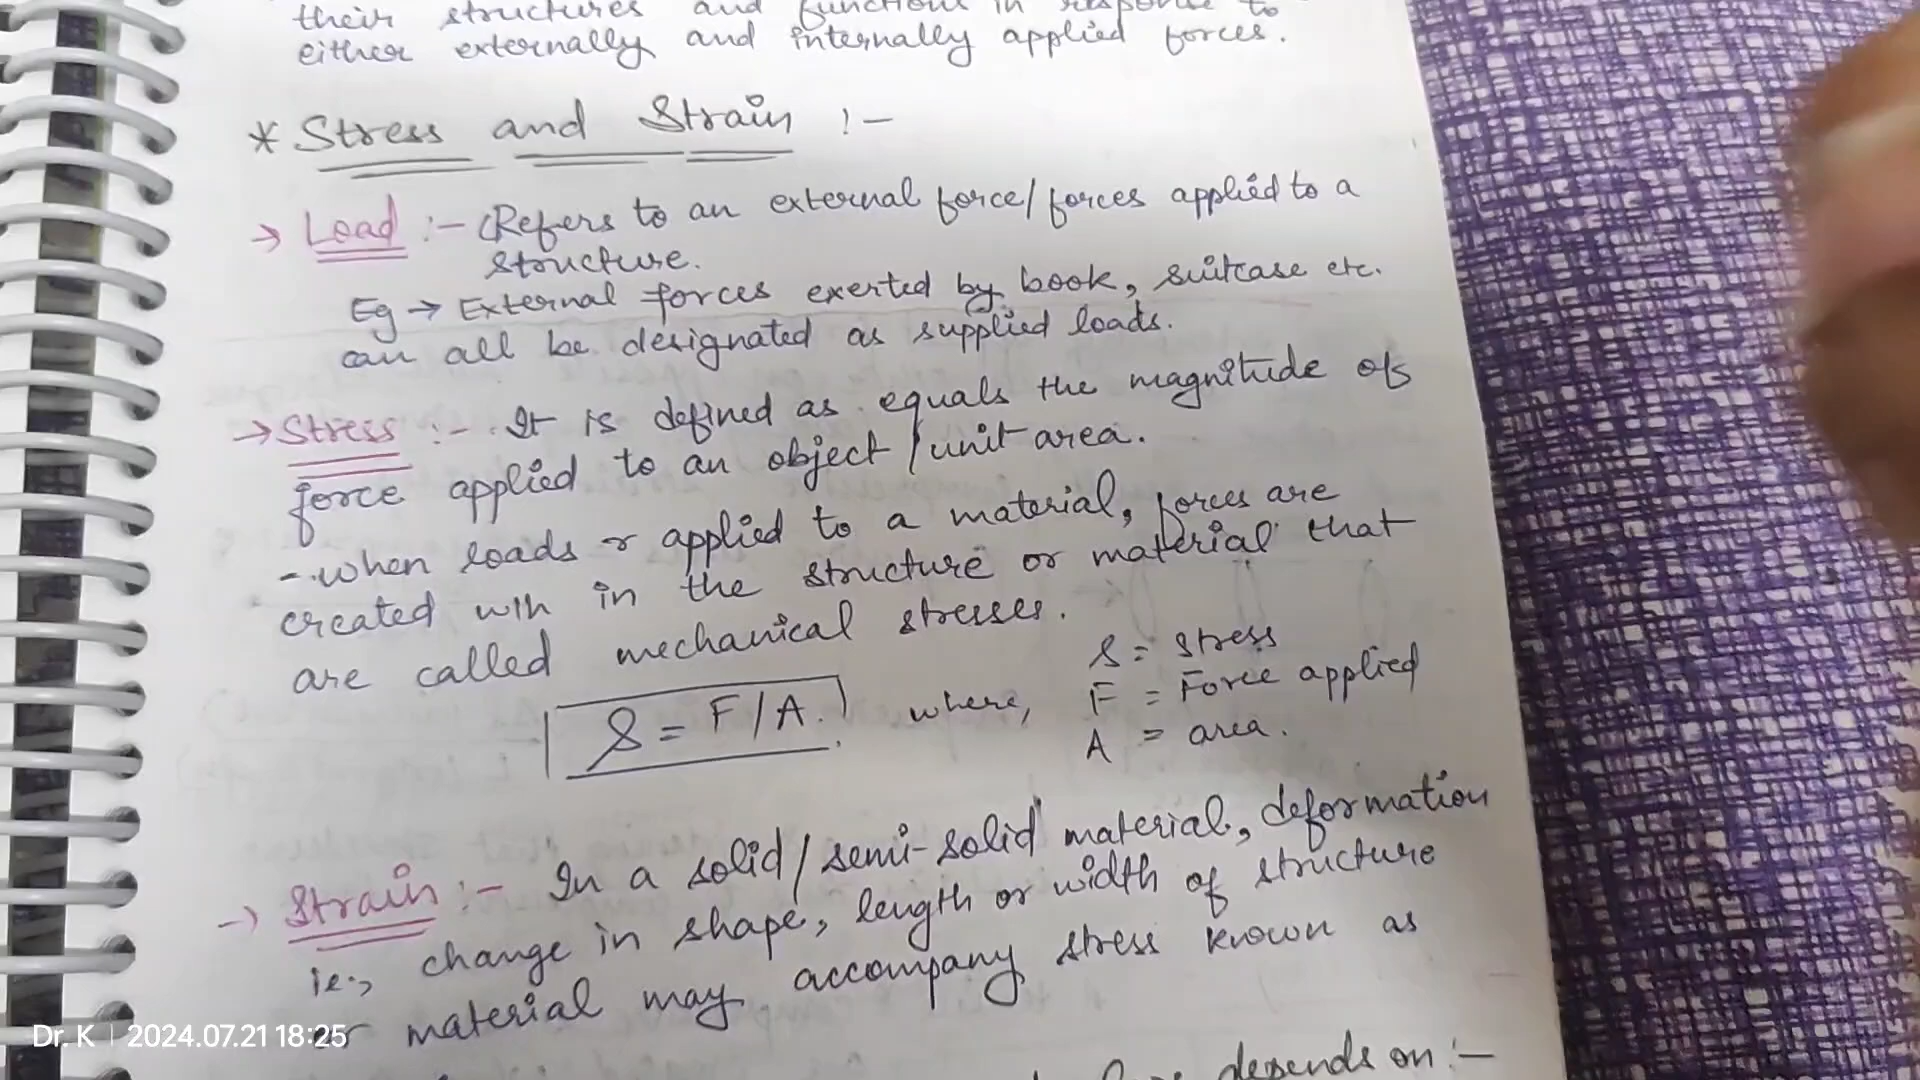 their structures and functions in response to
either externally and internally applied forces.
* Stress and Strain :-
→ Load :- Refers to an external force/forces applied to a
structure.
Eg → External forces exerted by book, suitcase etc.
can all be designated as supplied loads.
→ Stress :- It is defined as equals the magnitude of
force applied to an object / unit area.
- when loads r applied to a material, forces are
created wth in the structure or material that
are called mechanical stresses.
S = F/A. where, S = Stress
F = Force applied
A = area.
→ Strain :- In a solid/semi-solid material, deformation
ie., change in shape, length or width of structure
or material may accompany stress known as
depends on :-
Dr. K | 2024.07.21 18:25